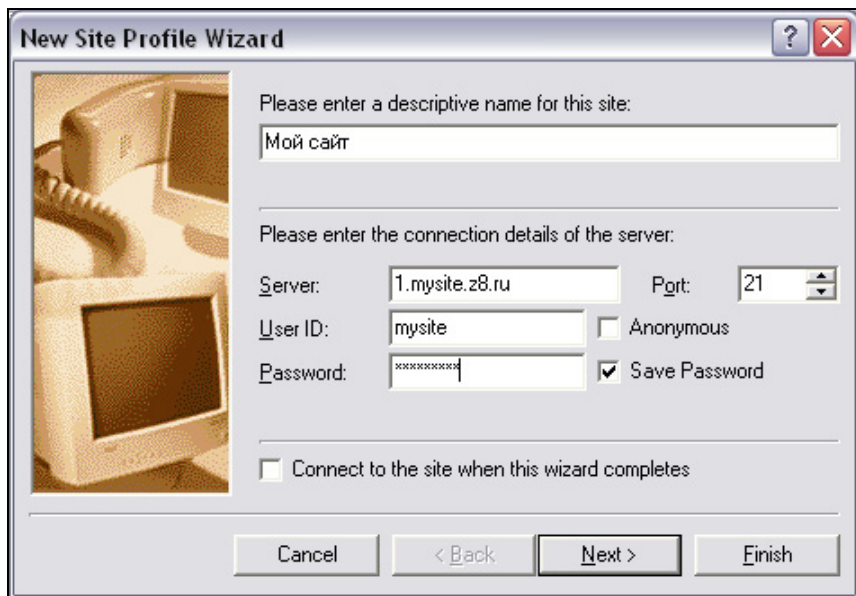 New Site Profile Wizard
Please enter a descriptive name for this site:
Мой сайт
Please enter the connection details of the server:
Server: 1.mysite.z8.ru Port: 21
User ID: mysite Anonymous
Password: ********* Save Password
Connect to the site when this wizard completes
Cancel < Back Next > Finish